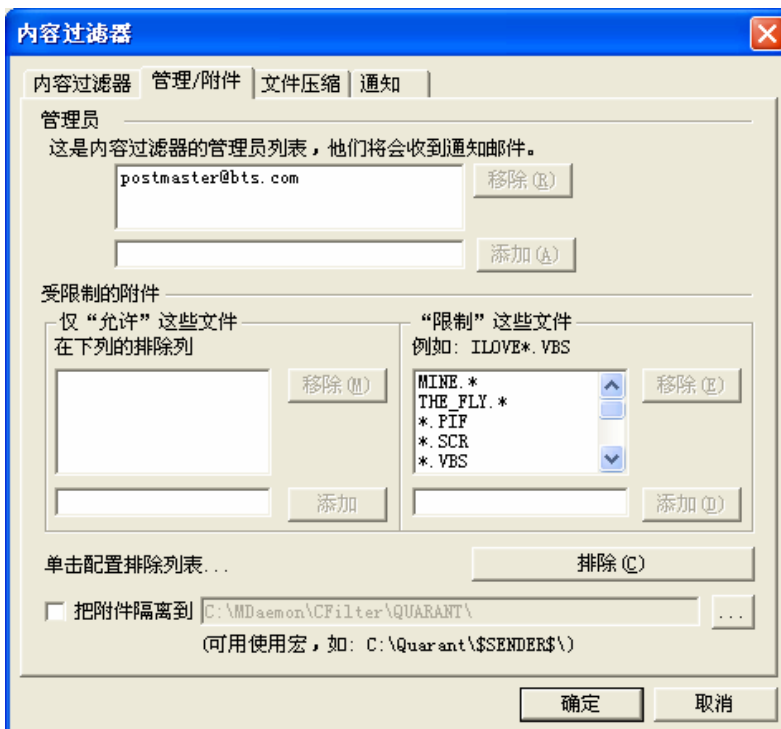 内容过滤器
内容过滤器 管理/附件 文件压缩 通知
管理员
这是内容过滤器的管理员列表，他们将会收到通知邮件。
postmaster@bts.com
移除(R)
添加(A)
受限制的附件
仅“允许”这些文件
在下列的排除列
移除(M)
添加
“限制”这些文件
例如: ILOVE*.VBS
MINE.*
THE_FLY.*
*.PIF
*.SCR
*.VBS
移除(E)
添加(D)
单击配置排除列表...
排除(C)
把附件隔离到 C:\MDaemon\CFilter\QUARANT\ ...
(可用使用宏，如: C:\Quarant\$SENDER$\)
确定 取消